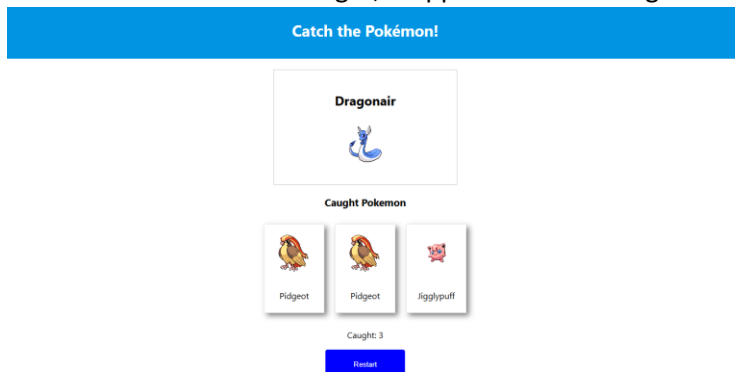 Catch the Pokémon!
Dragonair
Caught Pokemon
Pidgeot
Pidgeot
Jigglypuff
Caught: 3
Restart